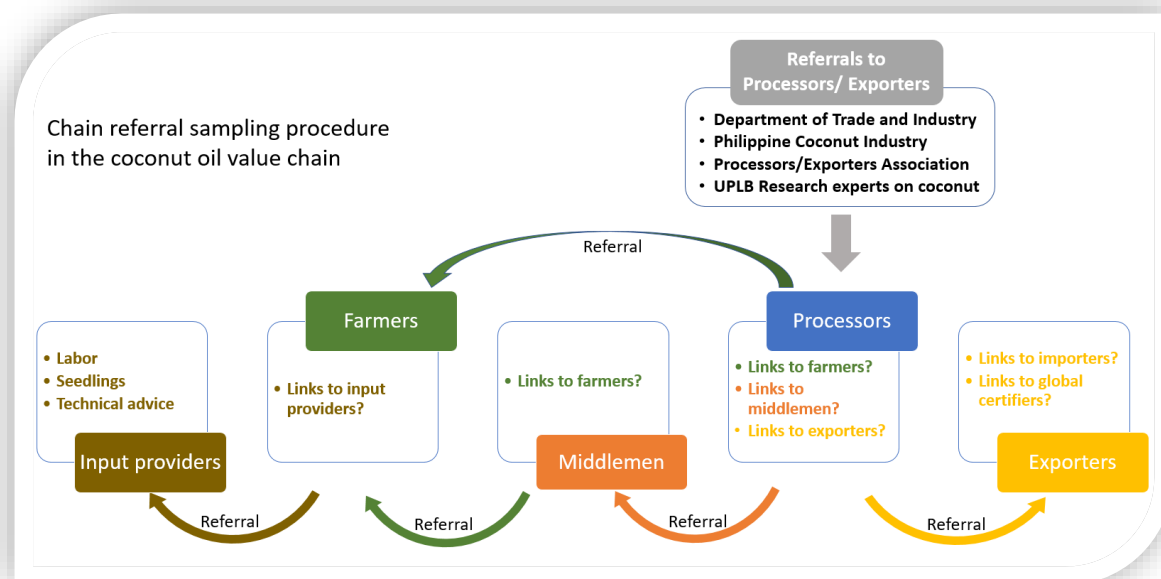 Referrals to
Processors/ Exporters
• Department of Trade and Industry
• Philippine Coconut Industry
• Processors/Exporters Association
• UPLB Research experts on coconut
Chain referral sampling procedure
in the coconut oil value chain
Referral
Farmers
Processors
• Labor
• Seedlings
• Technical advice
Input providers
• Links to input
providers?
• Links to farmers?
Middlemen
• Links to farmers?
• Links to
middlemen?
• Links to exporters?
• Links to importers?
• Links to global
certifiers?
Exporters
Referral
Referral
Referral
Referral